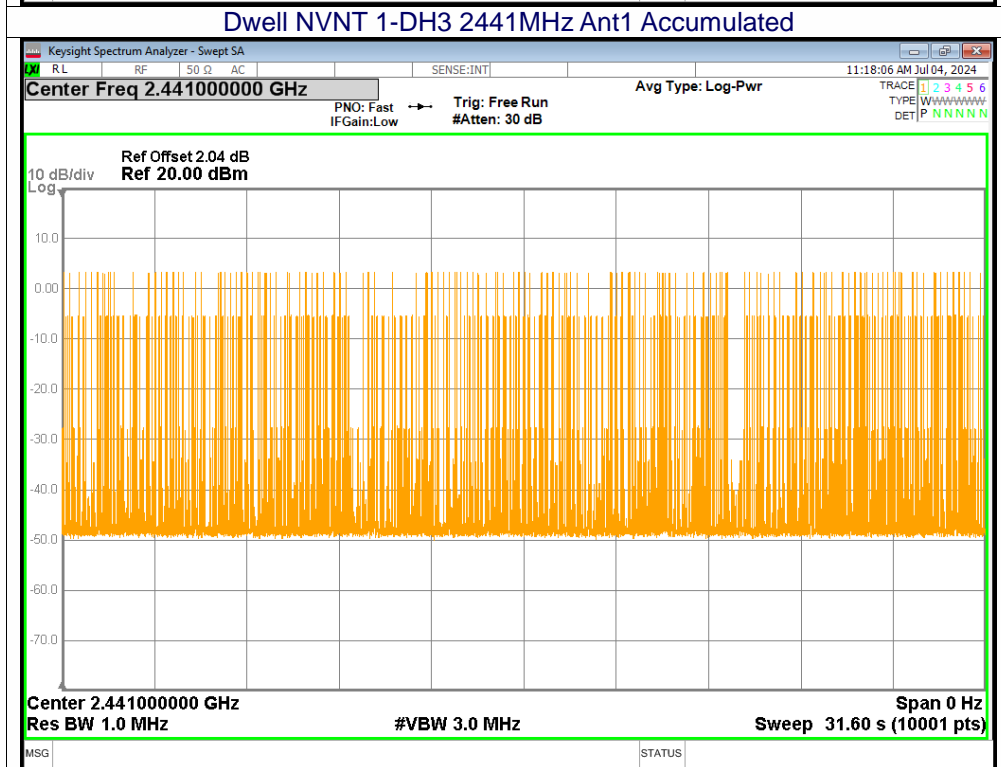 Dwell NVNT 1-DH3 2441MHz Ant1 Accumulated
Keysight Spectrum Analyzer - Swept SA
LXI RL RF 50 Ω AC SENSE:INT 11:18:06 AM Jul 04, 2024
Center Freq 2.441000000 GHz Avg Type: Log-Pwr TRACE 1 2 3 4 5 6
PNO: Fast Trig: Free Run TYPE WWWWWWW
IFGain:Low #Atten: 30 dB DET P N N N N N
Ref Offset 2.04 dB
10 dB/div Ref 20.00 dBm
Log
10.0
0.00
-10.0
-20.0
-30.0
-40.0
-50.0
-60.0
-70.0
Center 2.441000000 GHz Span 0 Hz
Res BW 1.0 MHz #VBW 3.0 MHz Sweep 31.60 s (10001 pts)
MSG STATUS